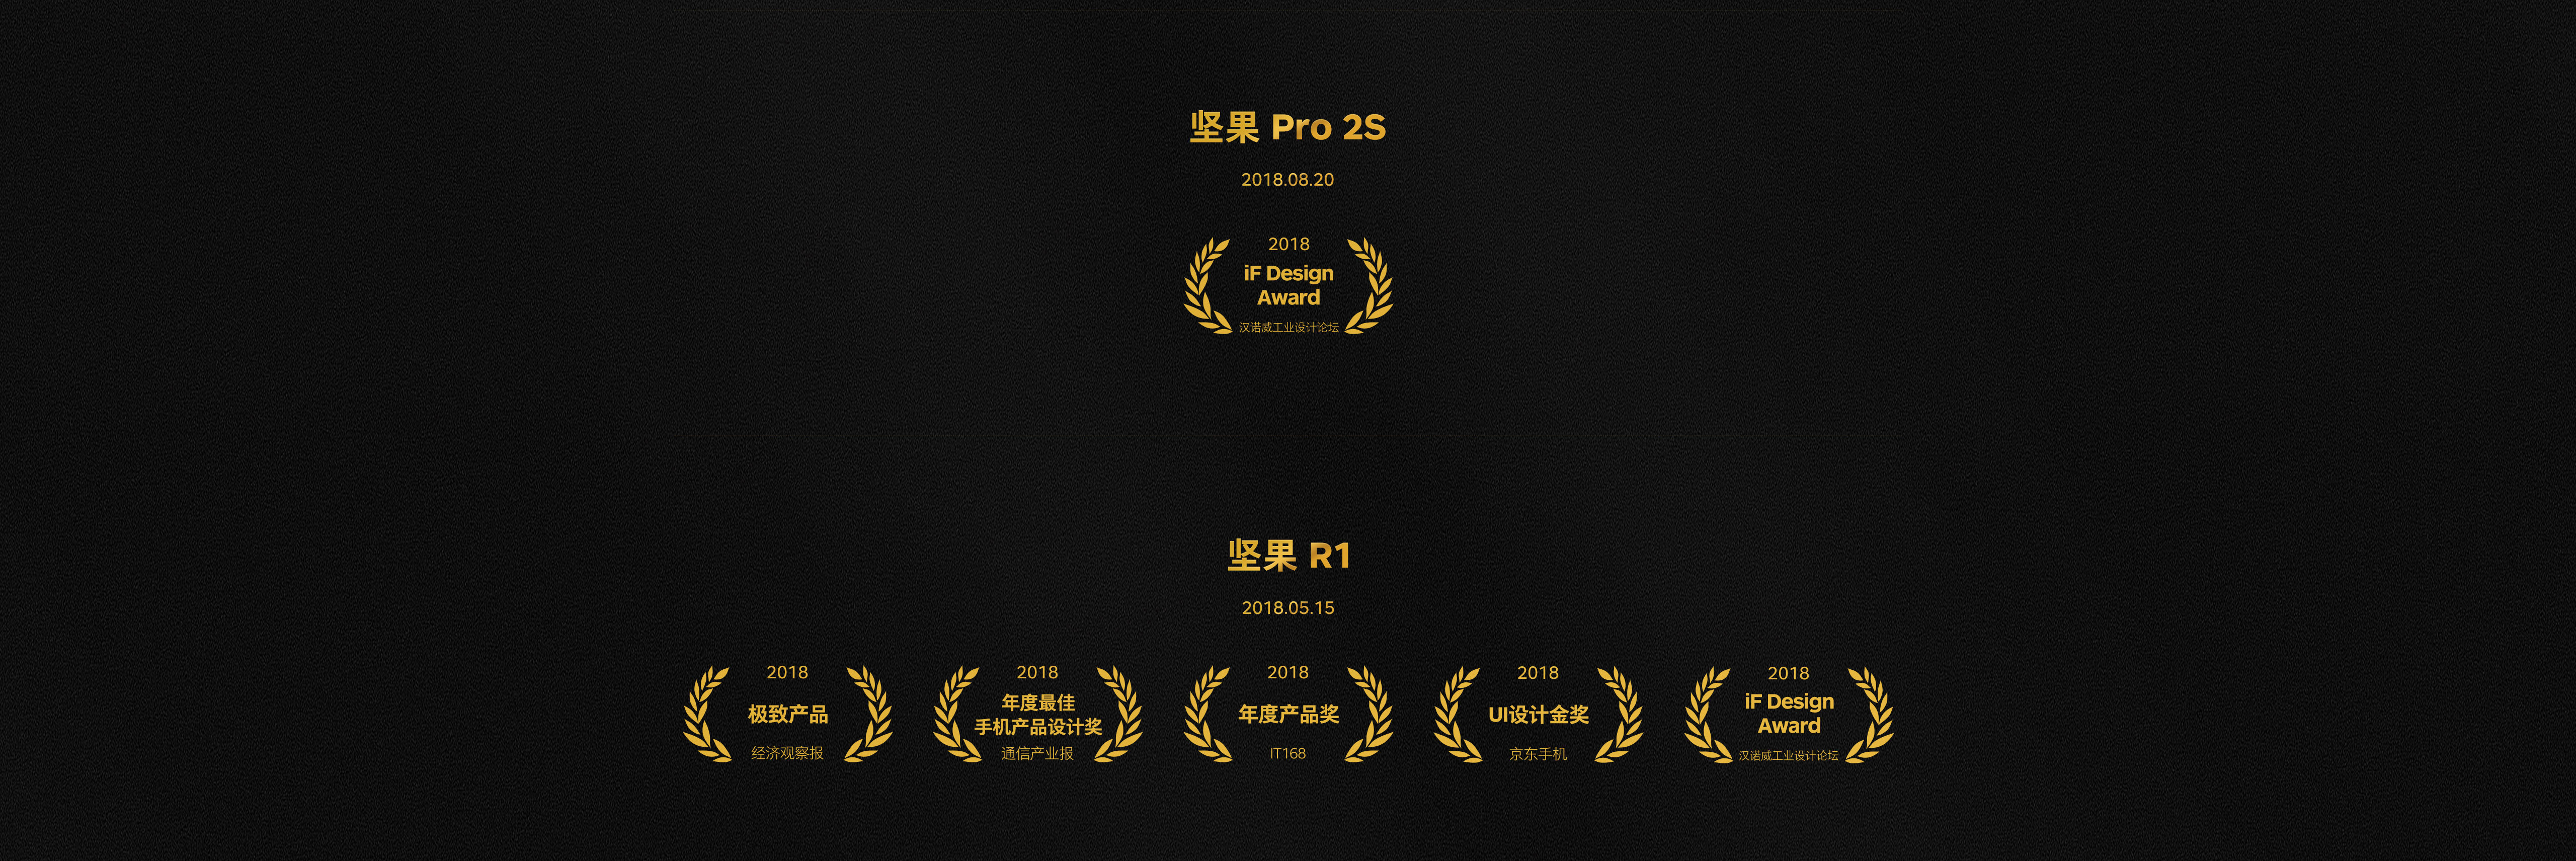 坚果 Pro 2S
2018.08.20
2018
iF Design
Award
汉诺威工业设计论坛
坚果 R1
2018.05.15
2018
极致产品
经济观察报
2018
年度最佳
手机产品设计奖
通信产业报
2018
年度产品奖
IT168
2018
UI设计金奖
京东手机
2018
iF Design
Award
汉诺威工业设计论坛